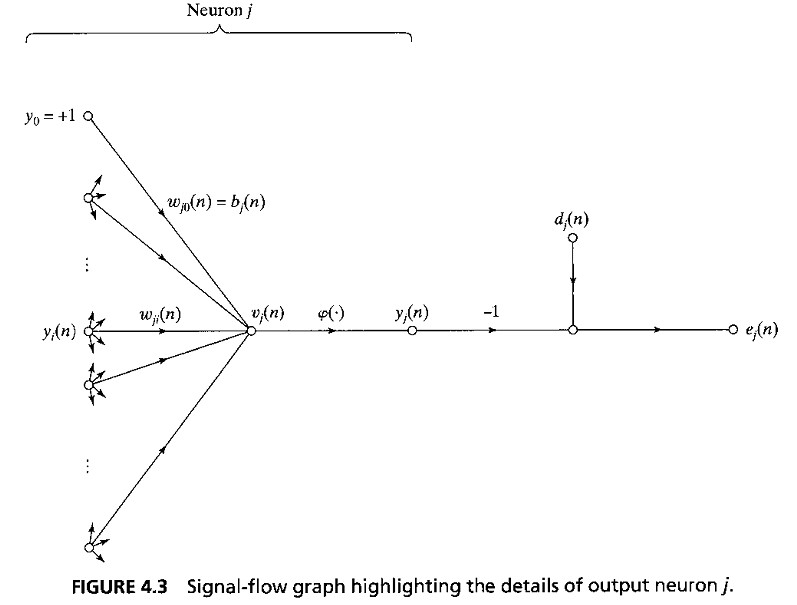 Neuron j
y₀ = +1
w_j0(n) = b_j(n)
d_j(n)
⋮
y_i(n)
w_ji(n)
v_j(n)
φ(·)
y_j(n)
−1
e_j(n)
⋮
FIGURE 4.3 Signal-flow graph highlighting the details of output neuron j.